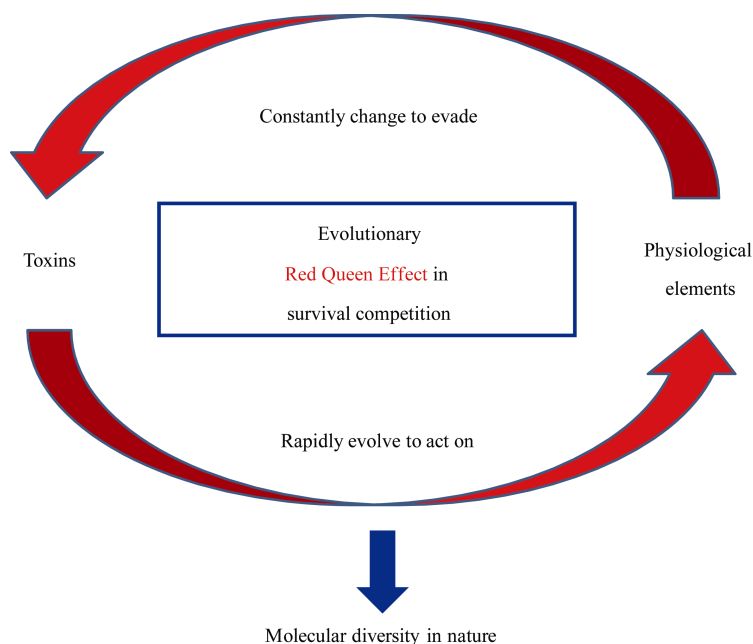 Constantly change to evade
Evolutionary
Red Queen Effect in
survival competition
Toxins
Physiological
elements
Rapidly evolve to act on
Molecular diversity in nature